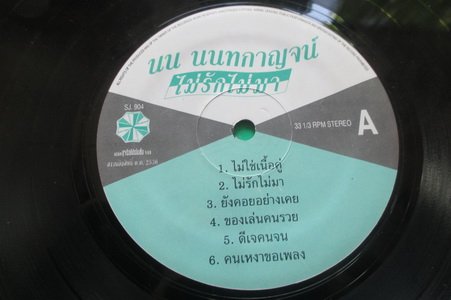 นน นนทกาญจน์
ไม่รักไม่มา
SJ. 904
33 1/3 RPM STEREO
A
1. ไม่ใช่เนื้อคู่
2. ไม่รักไม่มา
3. ยังคอยอย่างเคย
4. ของเล่นคนรวย
5. ดีเจคนจน
6. คนเหงาขอเพลง